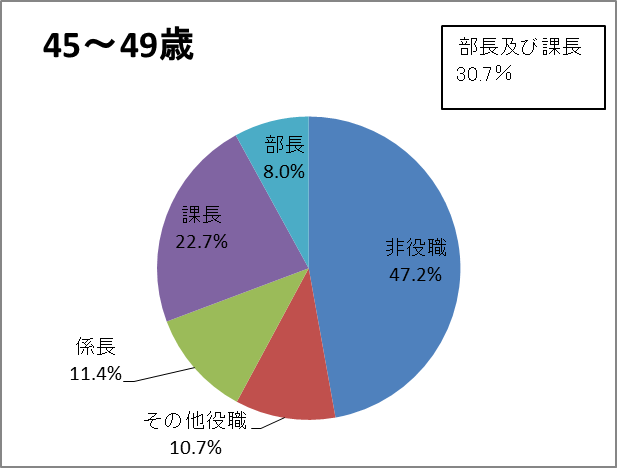 45～49歳
部長及び課長
30.7％
部長
8.0%
非役職
47.2%
課長
22.7%
係長
11.4%
その他役職
10.7%